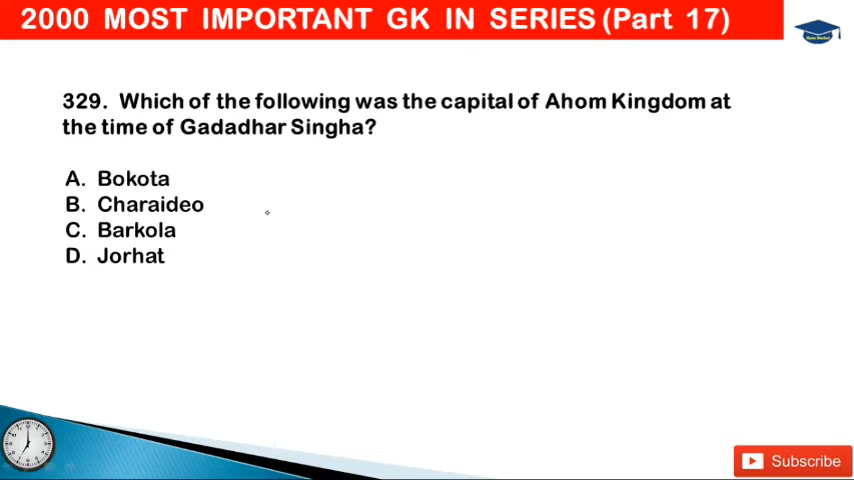 2000 MOST IMPORTANT GK IN SERIES (Part 17)
329. Which of the following was the capital of Ahom Kingdom at
the time of Gadadhar Singha?
A. Bokota
B. Charaideo
C. Barkola
D. Jorhat
Subscribe